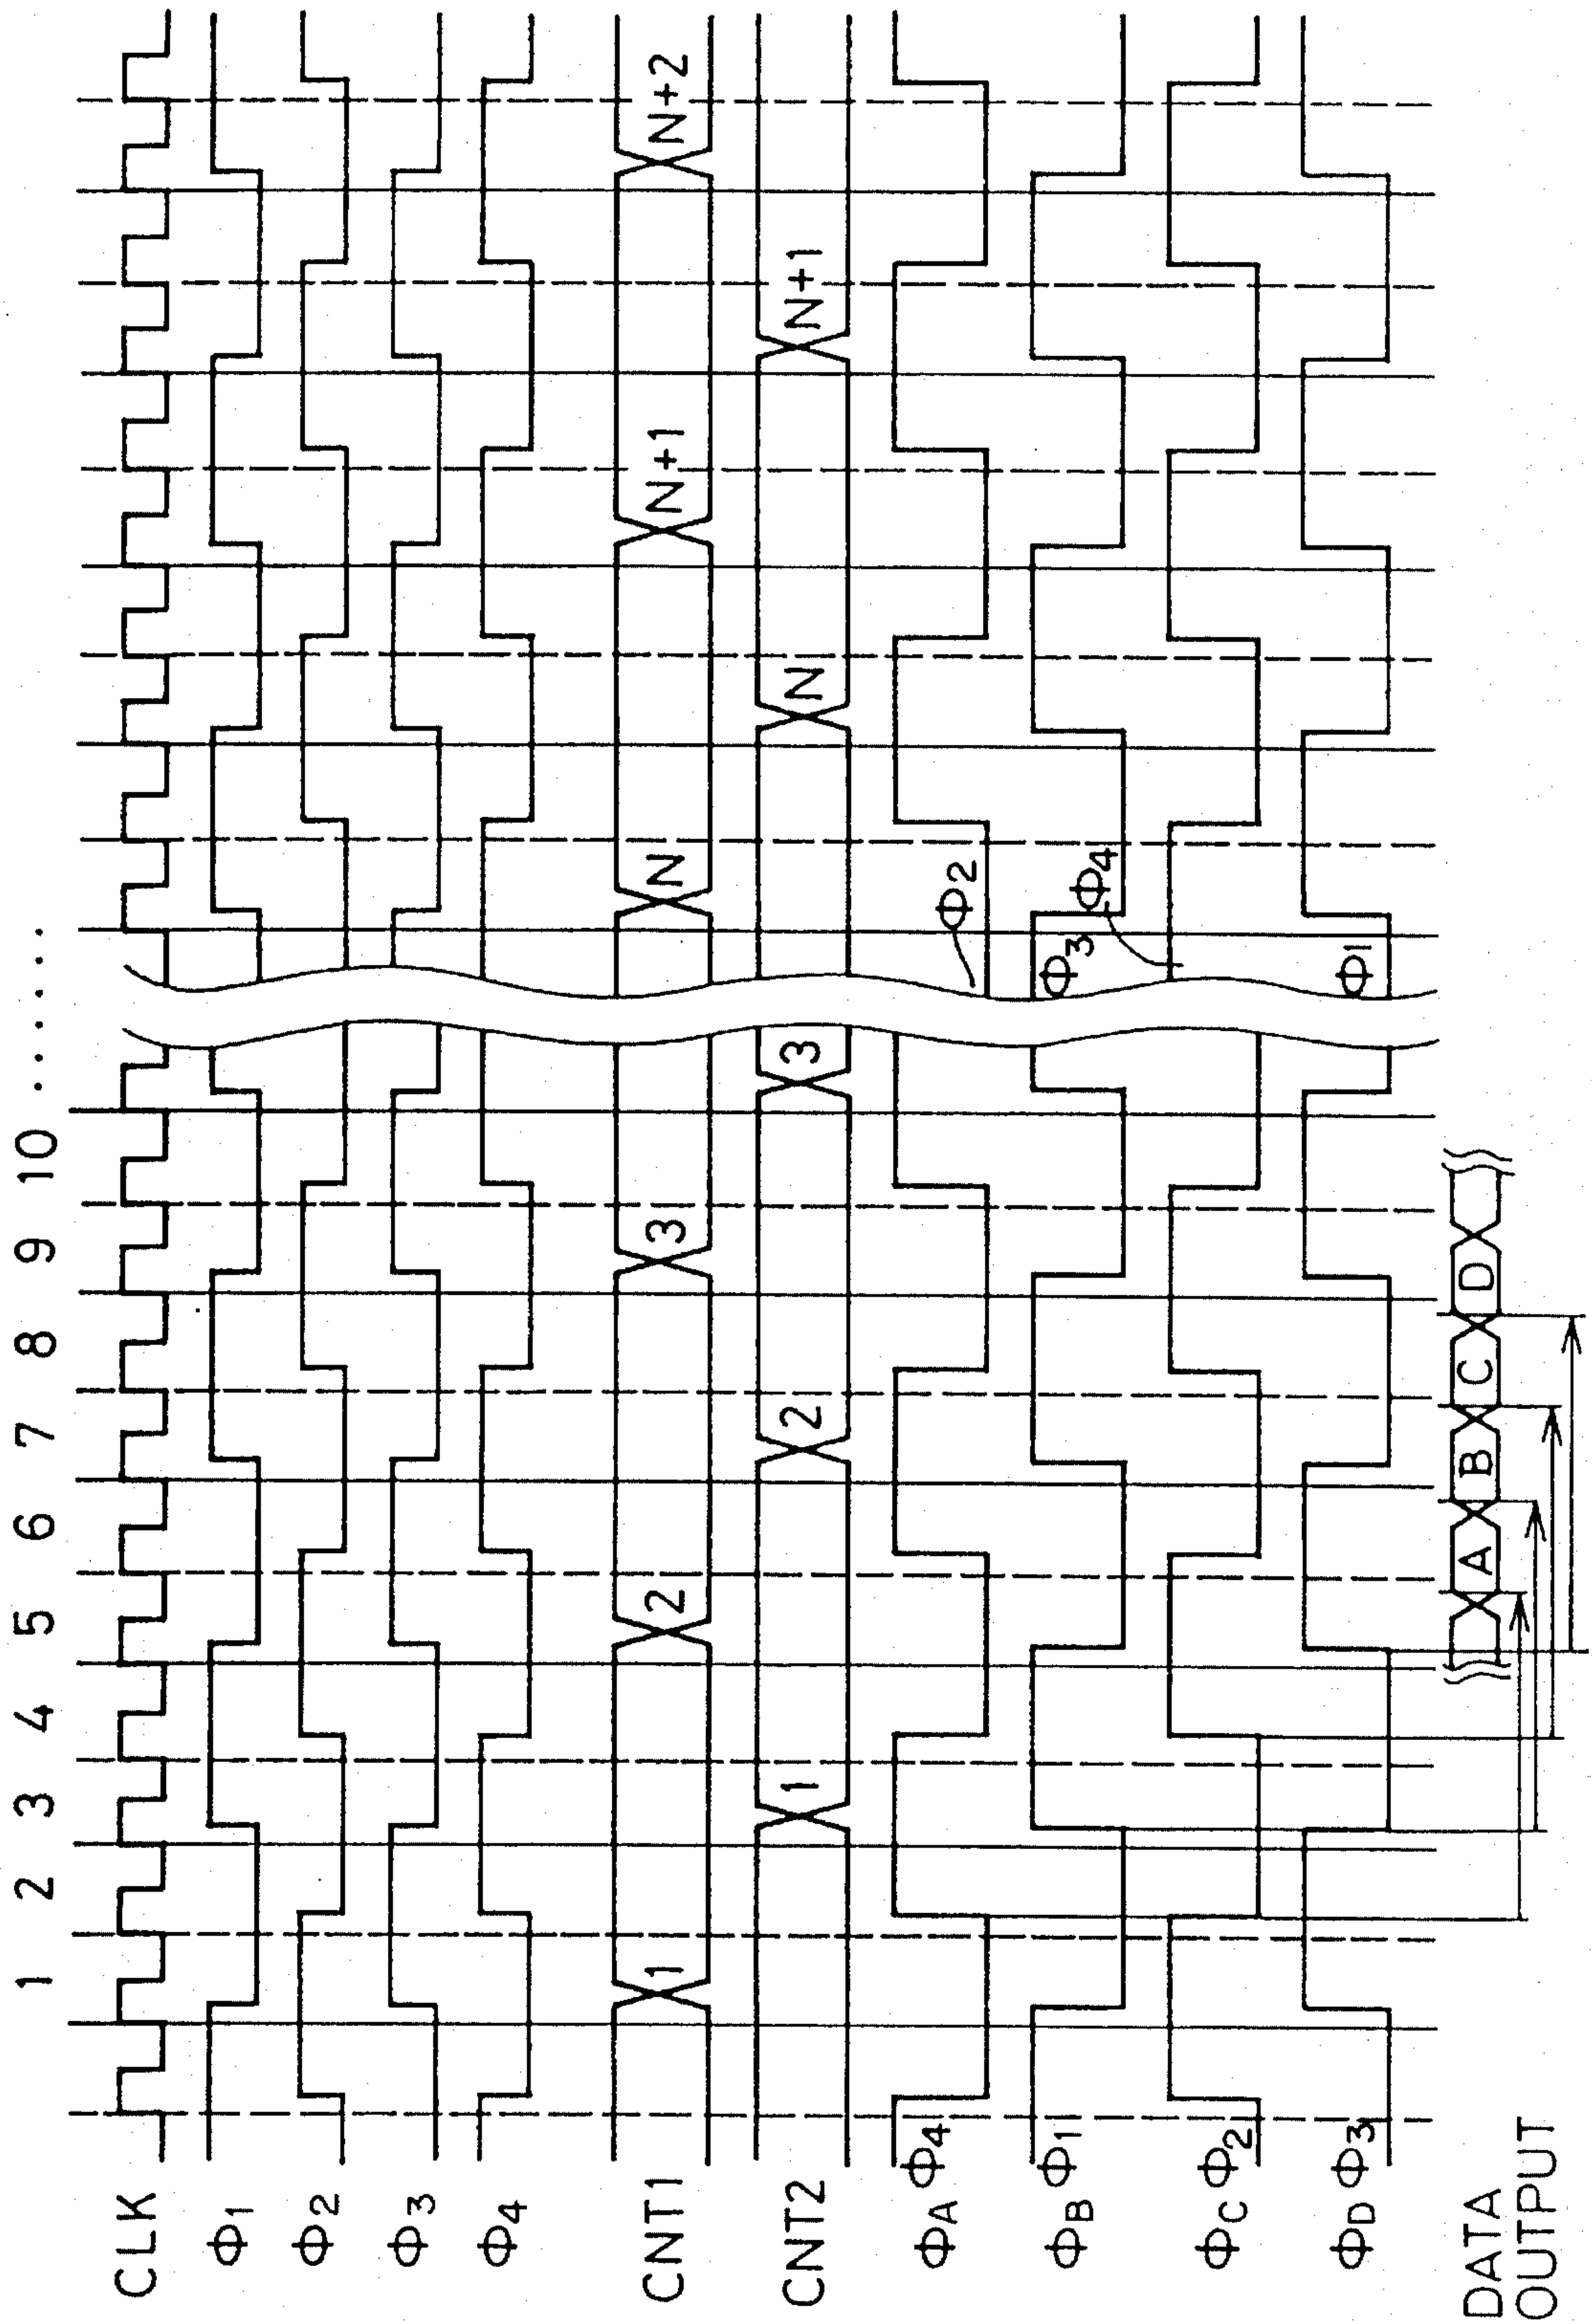 1 2 3 4 5 6 7 8 9 10 ......
CLK
Φ1
Φ2
Φ3
Φ4
CNT1 1 2 3 N N+1 N+2
CNT2 1 2 3 N N+1
ΦA Φ4 Φ2
ΦB Φ1 Φ3
ΦC Φ2 Φ4
ΦD Φ3 Φ1
DATA OUTPUT A B C D